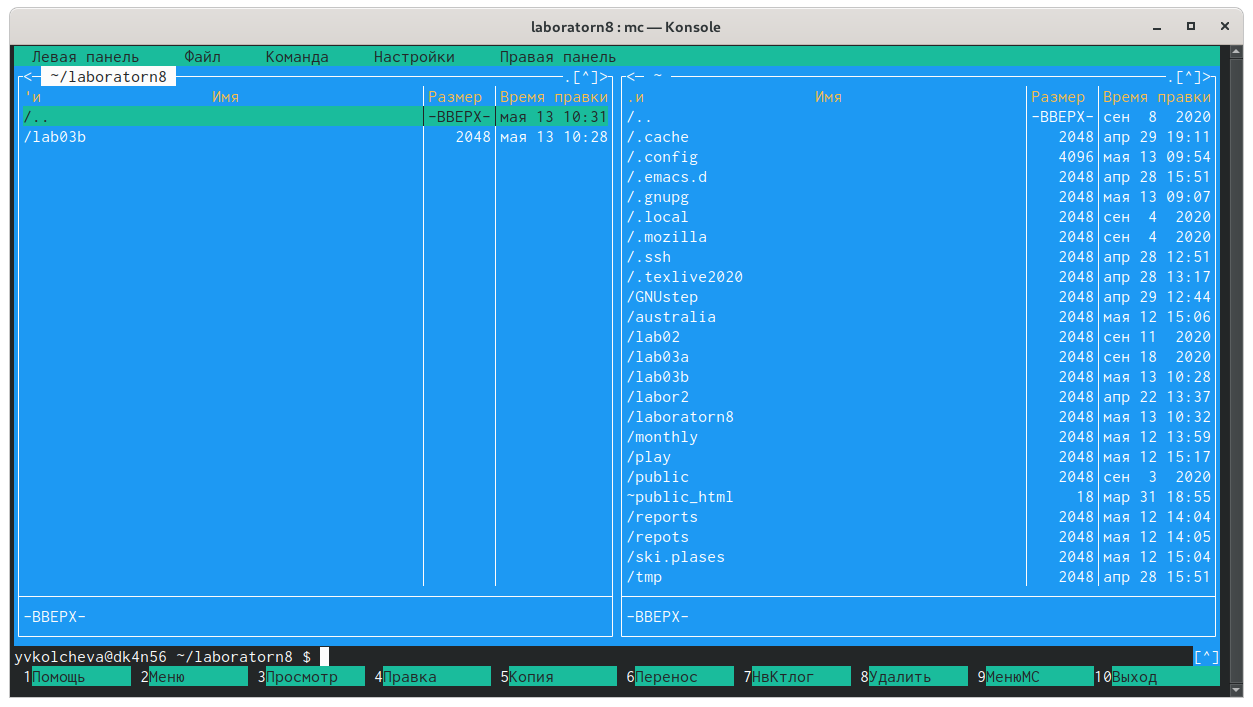 laboratorn8 : mc — Konsole
Левая панель Файл Команда Настройки Правая панель
<— ~/laboratorn8 .[^]>
'и Имя Размер Время правки
/.. -ВВЕРХ- мая 13 10:31
/lab03b 2048 мая 13 10:28
-ВВЕРХ-
<— ~ .[^]>
.и Имя Размер Время правки
/.. -ВВЕРХ- сен 8 2020
/.cache 2048 апр 29 19:11
/.config 4096 мая 13 09:54
/.emacs.d 2048 апр 28 15:51
/.gnupg 2048 мая 13 09:07
/.local 2048 сен 4 2020
/.mozilla 2048 сен 4 2020
/.ssh 2048 апр 28 12:51
/.texlive2020 2048 апр 28 13:17
/GNUstep 2048 апр 29 12:44
/australia 2048 мая 12 15:06
/lab02 2048 сен 11 2020
/lab03a 2048 сен 18 2020
/lab03b 2048 мая 13 10:28
/labor2 2048 апр 22 13:37
/laboratorn8 2048 мая 13 10:32
/monthly 2048 мая 12 13:59
/play 2048 мая 12 15:17
/public 2048 сен 3 2020
~public_html 18 мар 31 18:55
/reports 2048 мая 12 14:04
/repots 2048 мая 12 14:05
/ski.plases 2048 мая 12 15:04
/tmp 2048 апр 28 15:51
-ВВЕРХ-
yvkolcheva@dk4n56 ~/laboratorn8 $ [^]
1Помощь 2Меню 3Просмотр 4Правка 5Копия 6Перенос 7НвКтлог 8Удалить 9МенюМС 10Выход